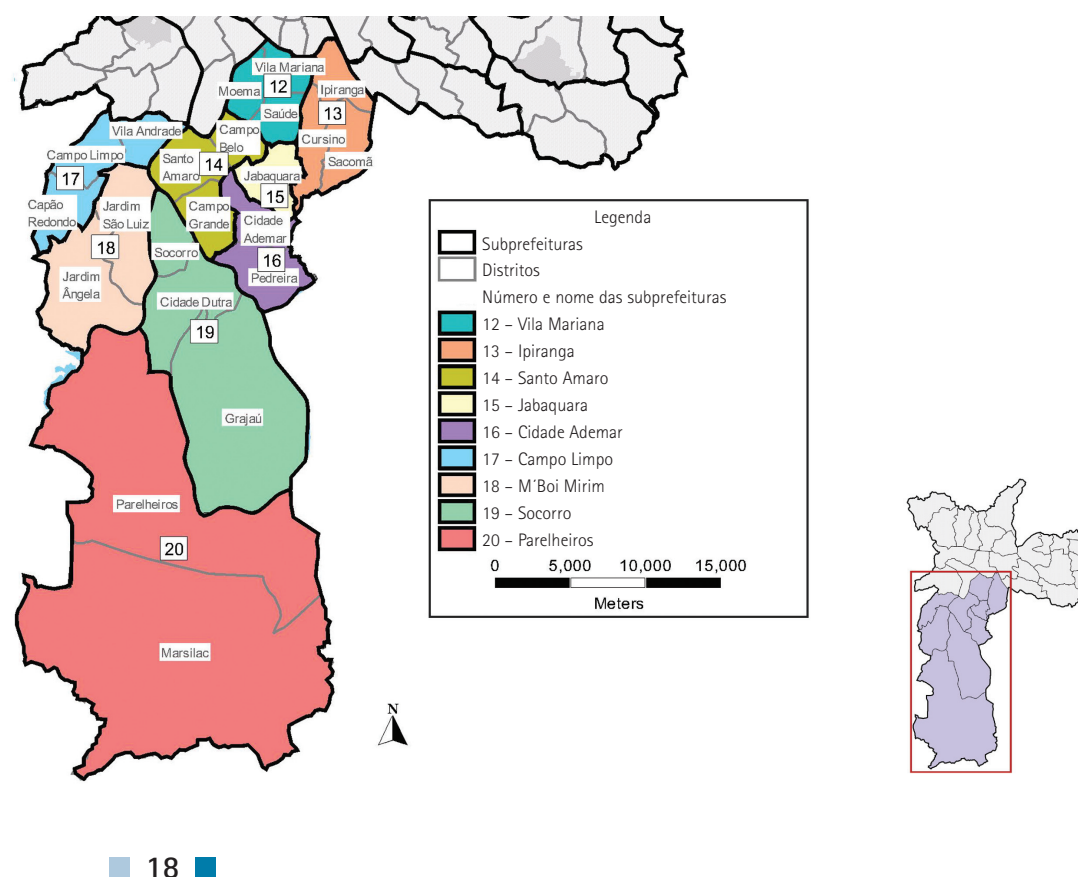 Vila Mariana
Moema
12
Ipiranga
Saúde
13
Vila Andrade
Campo
Belo
Cursino
Campo Limpo
Santo
Amaro
14
Sacomã
17
Jabaquara
15
Capão
Redondo
Jardim
São Luiz
Campo
Grande
Cidade
Ademar
18
Socorro
16
Jardim
Ângela
Pedreira
Cidade Dutra
19
Grajaú
Parelheiros
20
Marsilac
N
Legenda
Subprefeituras
Distritos
Número e nome das subprefeituras
12 – Vila Mariana
13 – Ipiranga
14 – Santo Amaro
15 – Jabaquara
16 – Cidade Ademar
17 – Campo Limpo
18 – M´Boi Mirim
19 – Socorro
20 – Parelheiros
0 5,000 10,000 15,000
Meters
18